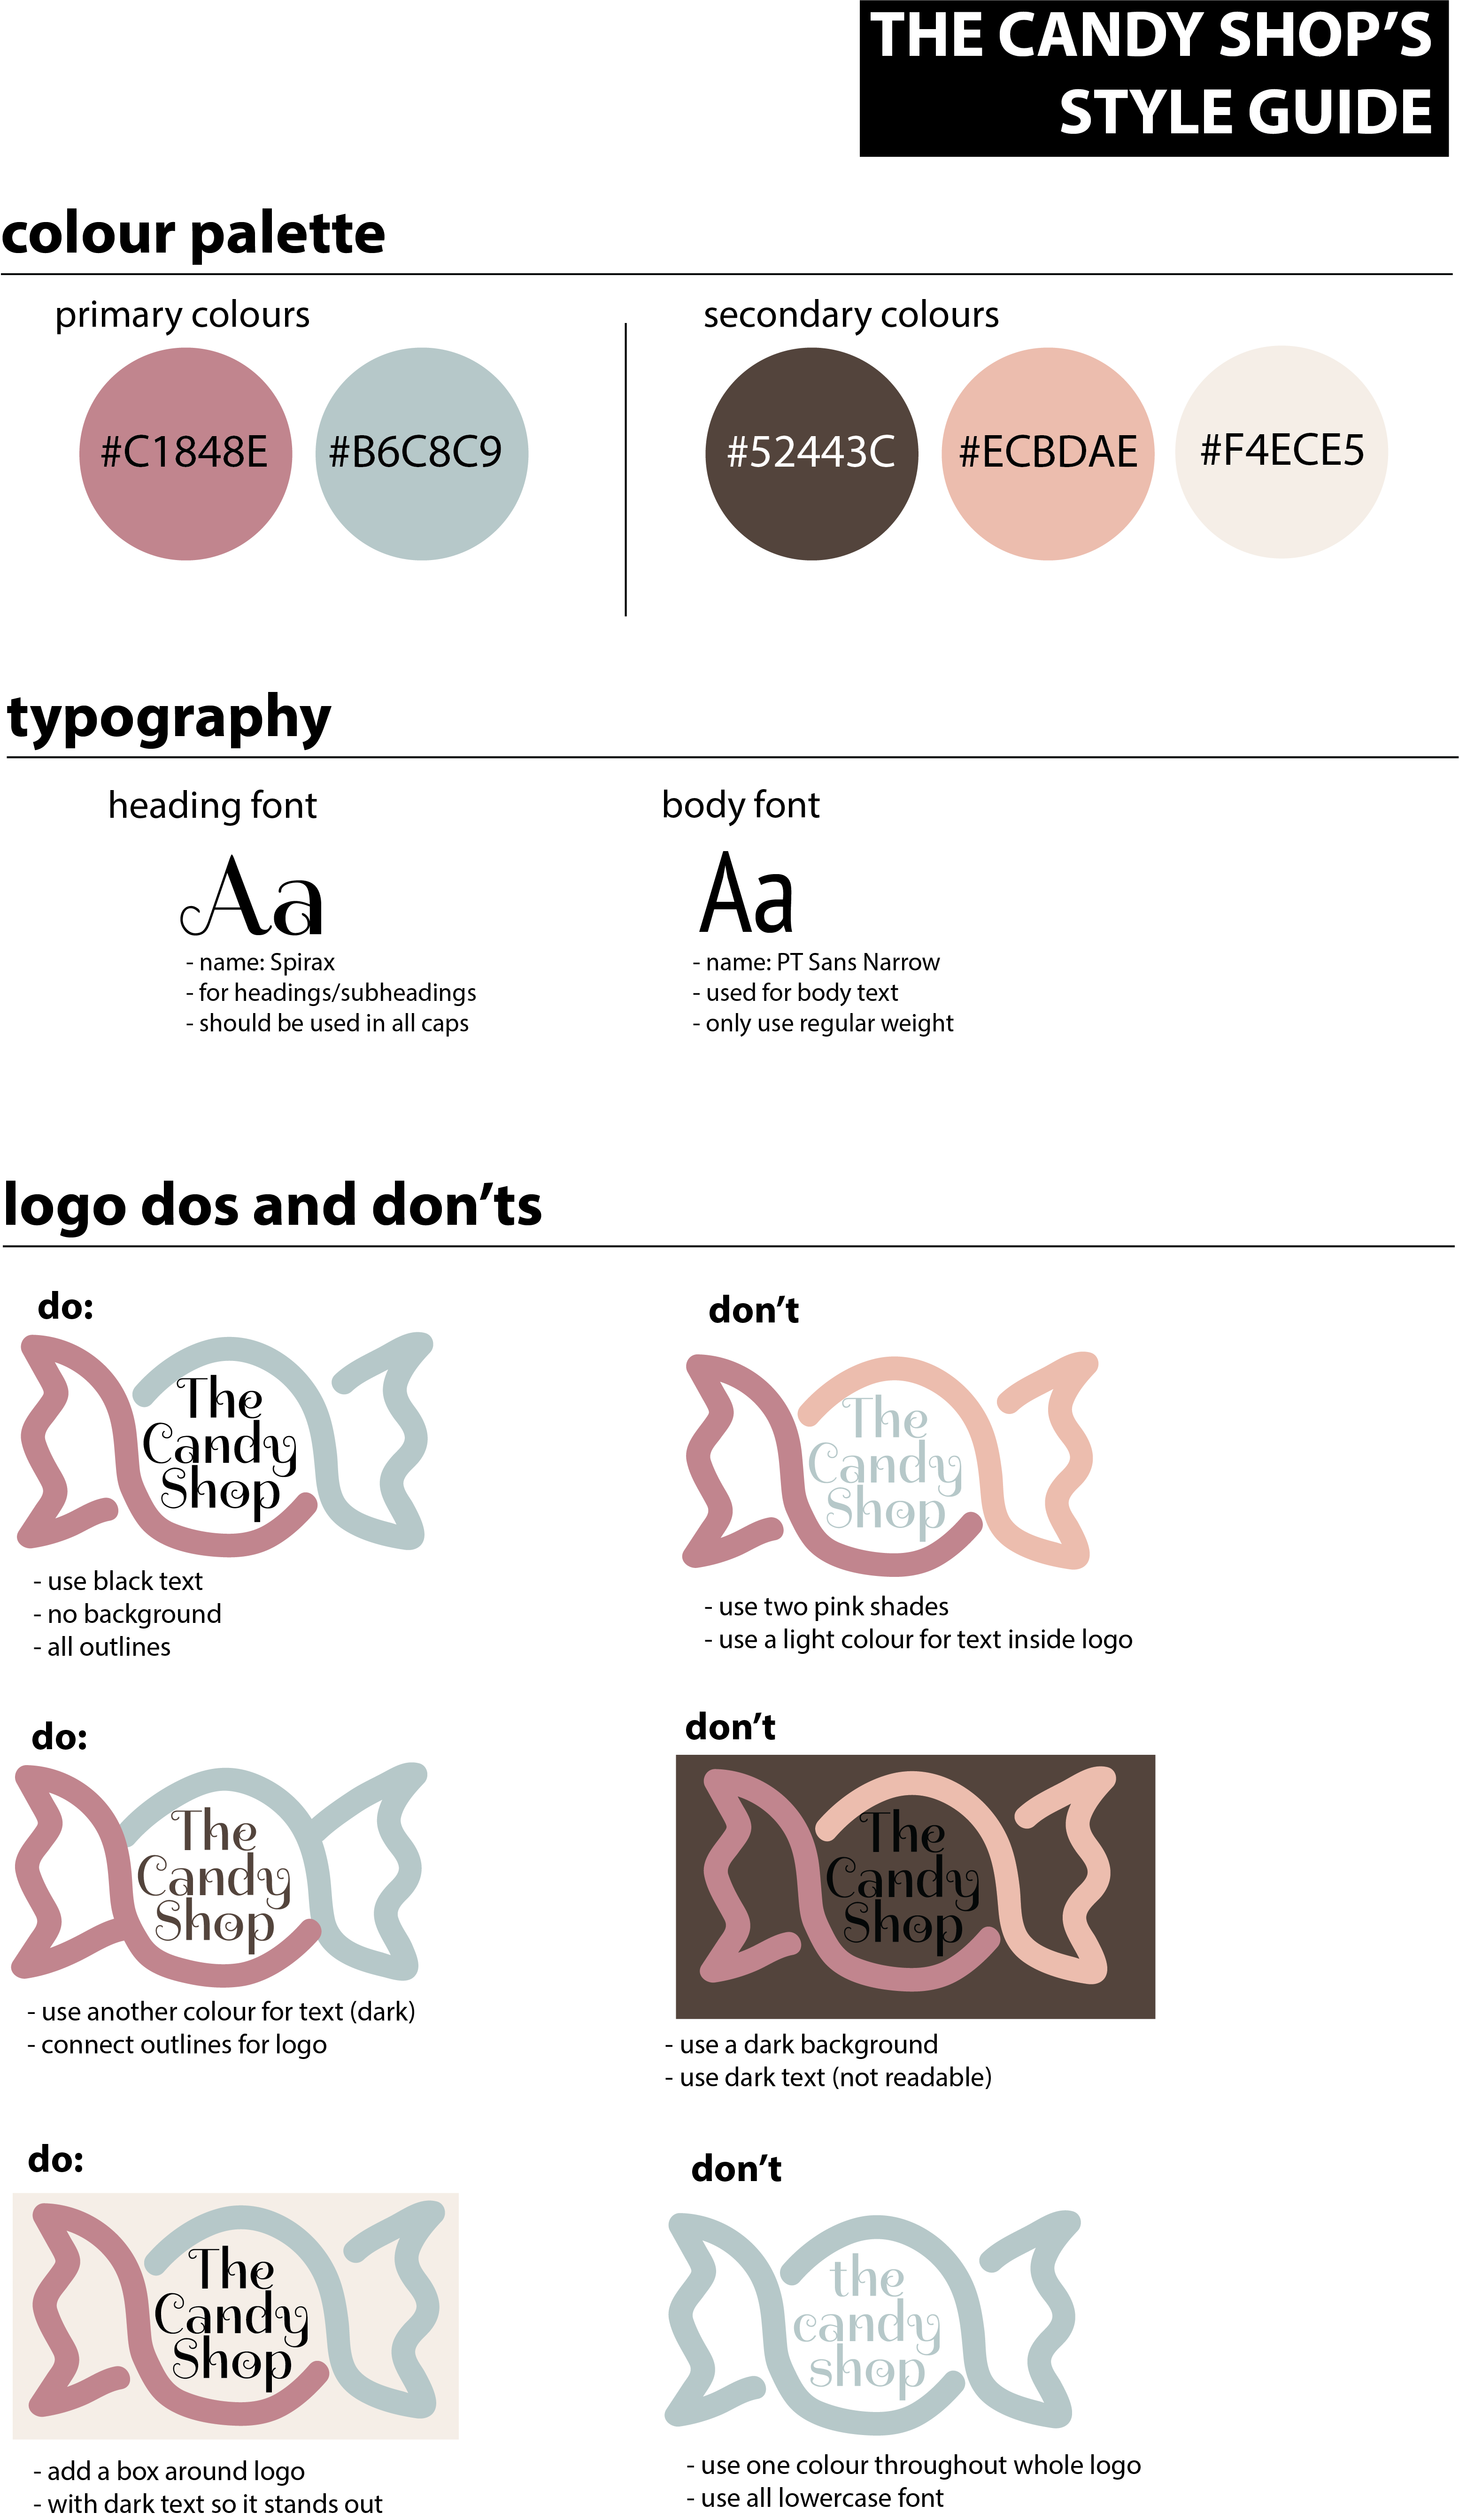 THE CANDY SHOP’S
STYLE GUIDE
colour palette
primary colours
#C1848E
#B6C8C9
secondary colours
#52443C
#ECBDAE
#F4ECE5
typography
heading font
Aa
- name: Spirax
- for headings/subheadings
- should be used in all caps
body font
Aa
- name: PT Sans Narrow
- used for body text
- only use regular weight
logo dos and don’ts
do:
The
Candy
Shop
- use black text
- no background
- all outlines
don’t
The
Candy
Shop
- use two pink shades
- use a light colour for text inside logo
do:
The
Candy
Shop
- use another colour for text (dark)
- connect outlines for logo
don’t
The
Candy
Shop
- use a dark background
- use dark text (not readable)
do:
The
Candy
Shop
- add a box around logo
- with dark text so it stands out
don’t
the
candy
shop
- use one colour throughout whole logo
- use all lowercase font